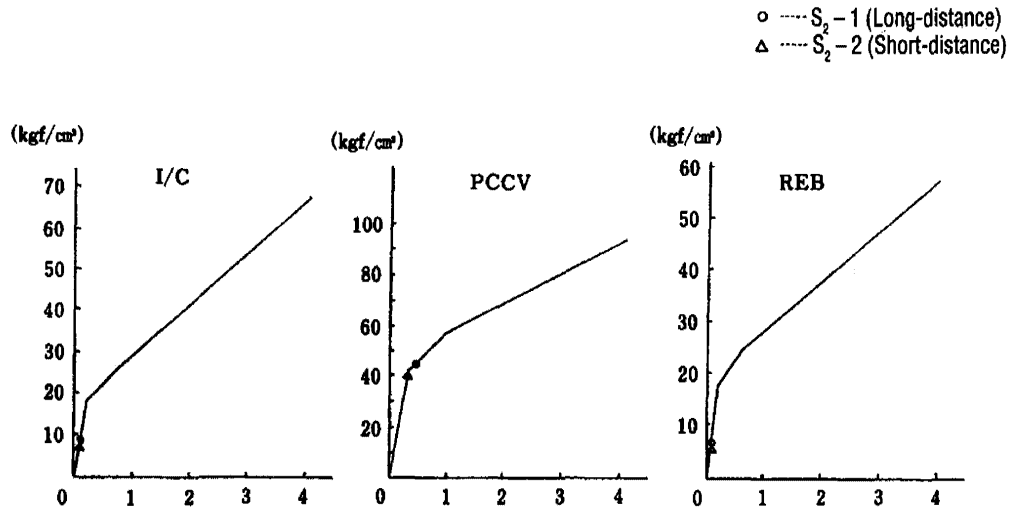 S₂ – 1 (Long-distance)
S₂ – 2 (Short-distance)
(kgf/cm²)
I/C
70
60
50
40
30
20
10
0 1 2 3 4
(kgf/cm²)
PCCV
100
80
60
40
20
0 1 2 3 4
(kgf/cm²)
REB
60
50
40
30
20
10
0 1 2 3 4